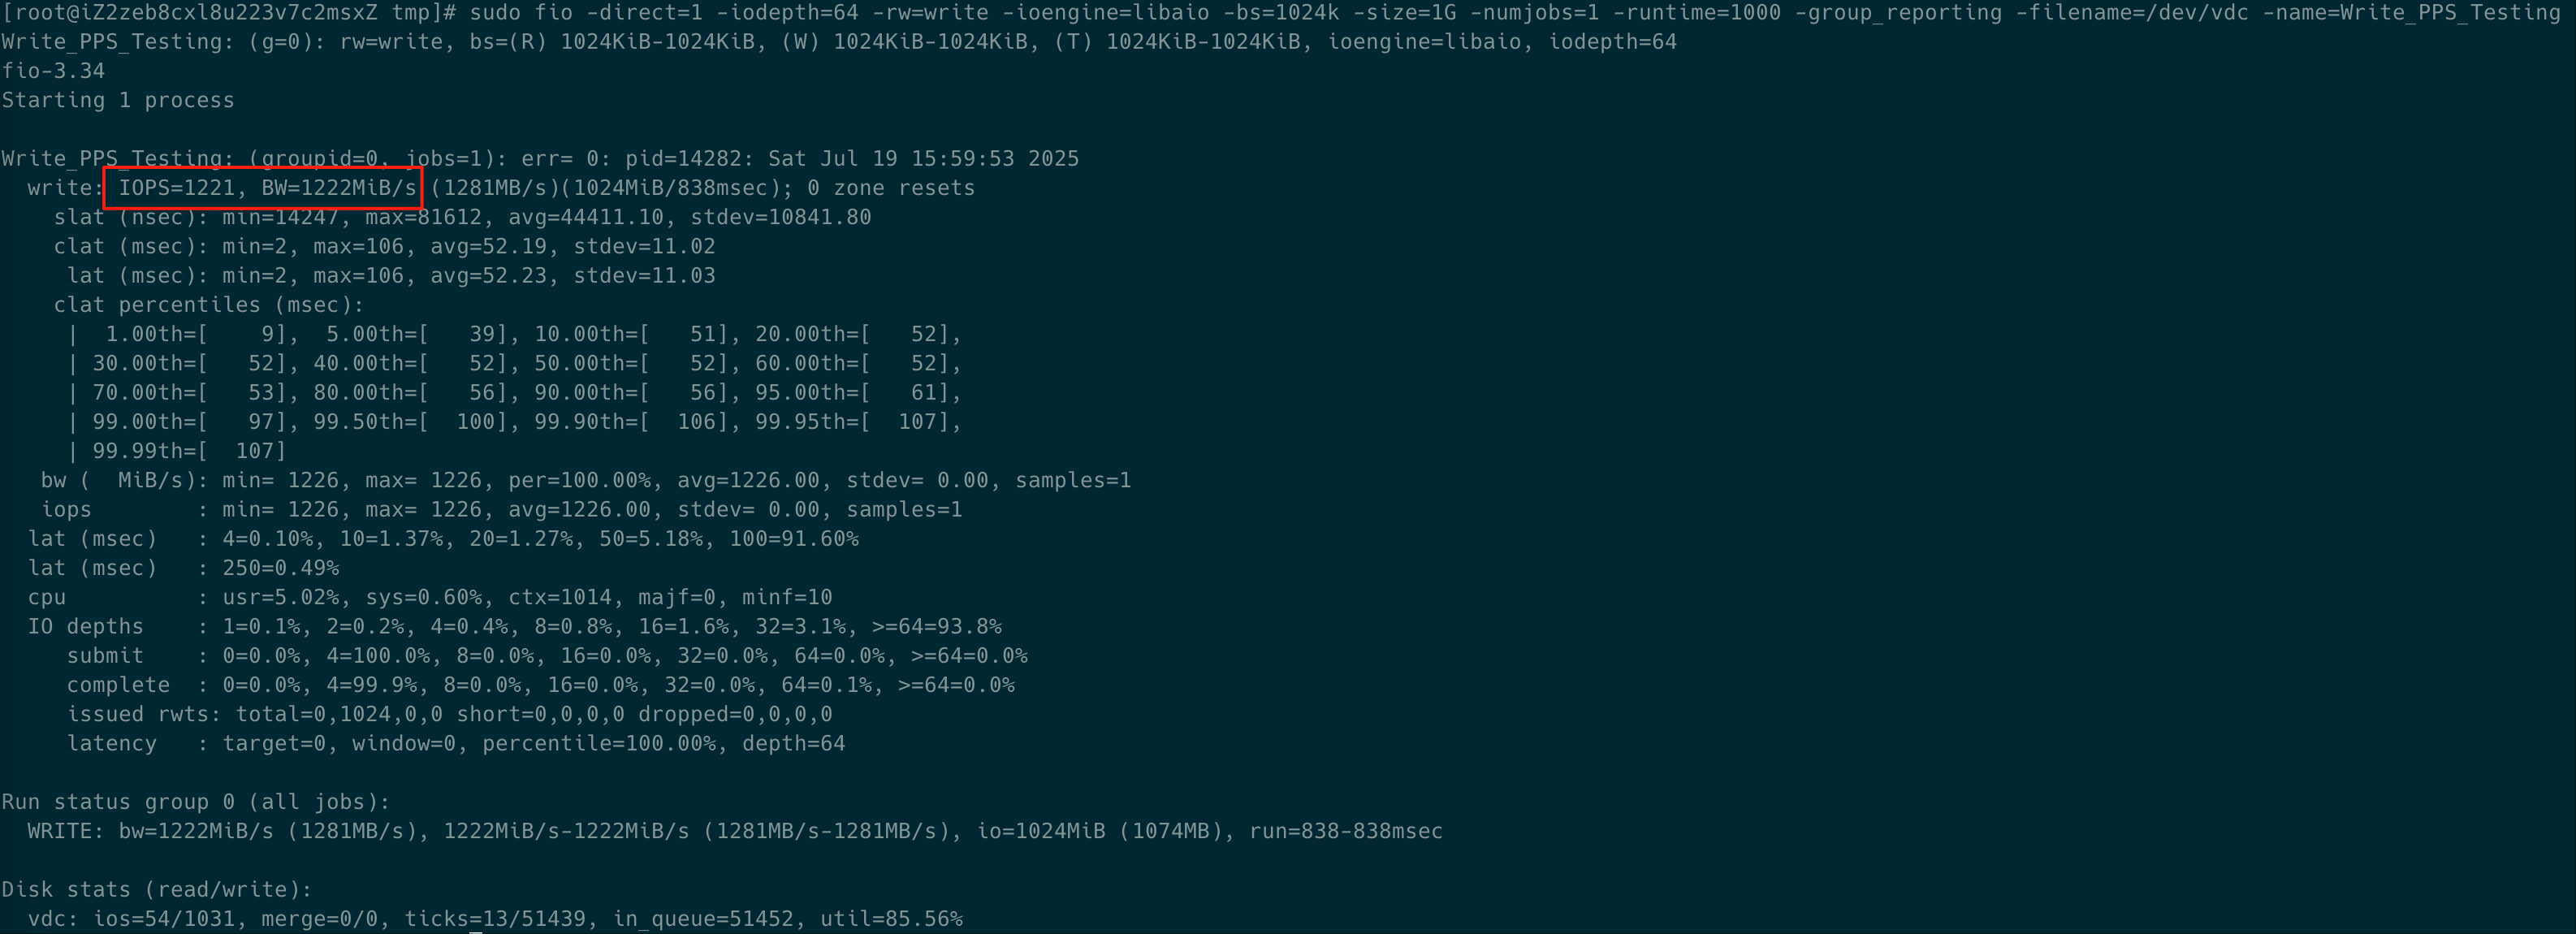 [root@iZ2zeb8cxl8u223v7c2msxZ tmp]# sudo fio -direct=1 -iodepth=64 -rw=write -ioengine=libaio -bs=1024k -size=1G -numjobs=1 -runtime=1000 -group_reporting -filename=/dev/vdc -name=Write_PPS_Testing
Write_PPS_Testing: (g=0): rw=write, bs=(R) 1024KiB-1024KiB, (W) 1024KiB-1024KiB, (T) 1024KiB-1024KiB, ioengine=libaio, iodepth=64
fio-3.34
Starting 1 process

Write_PPS_Testing: (groupid=0, jobs=1): err= 0: pid=14282: Sat Jul 19 15:59:53 2025
  write: IOPS=1221, BW=1222MiB/s (1281MB/s)(1024MiB/838msec); 0 zone resets
    slat (nsec): min=14247, max=81612, avg=44411.10, stdev=10841.80
    clat (msec): min=2, max=106, avg=52.19, stdev=11.02
     lat (msec): min=2, max=106, avg=52.23, stdev=11.03
    clat percentiles (msec):
     |  1.00th=[    9],  5.00th=[   39], 10.00th=[   51], 20.00th=[   52],
     | 30.00th=[   52], 40.00th=[   52], 50.00th=[   52], 60.00th=[   52],
     | 70.00th=[   53], 80.00th=[   56], 90.00th=[   56], 95.00th=[   61],
     | 99.00th=[   97], 99.50th=[  100], 99.90th=[  106], 99.95th=[  107],
     | 99.99th=[  107]
   bw (  MiB/s): min= 1226, max= 1226, per=100.00%, avg=1226.00, stdev= 0.00, samples=1
   iops        : min= 1226, max= 1226, avg=1226.00, stdev= 0.00, samples=1
  lat (msec)   : 4=0.10%, 10=1.37%, 20=1.27%, 50=5.18%, 100=91.60%
  lat (msec)   : 250=0.49%
  cpu          : usr=5.02%, sys=0.60%, ctx=1014, majf=0, minf=10
  IO depths    : 1=0.1%, 2=0.2%, 4=0.4%, 8=0.8%, 16=1.6%, 32=3.1%, >=64=93.8%
     submit    : 0=0.0%, 4=100.0%, 8=0.0%, 16=0.0%, 32=0.0%, 64=0.0%, >=64=0.0%
     complete  : 0=0.0%, 4=99.9%, 8=0.0%, 16=0.0%, 32=0.0%, 64=0.1%, >=64=0.0%
     issued rwts: total=0,1024,0,0 short=0,0,0,0 dropped=0,0,0,0
     latency   : target=0, window=0, percentile=100.00%, depth=64

Run status group 0 (all jobs):
  WRITE: bw=1222MiB/s (1281MB/s), 1222MiB/s-1222MiB/s (1281MB/s-1281MB/s), io=1024MiB (1074MB), run=838-838msec

Disk stats (read/write):
  vdc: ios=54/1031, merge=0/0, ticks=13/51439, in_queue=51452, util=85.56%